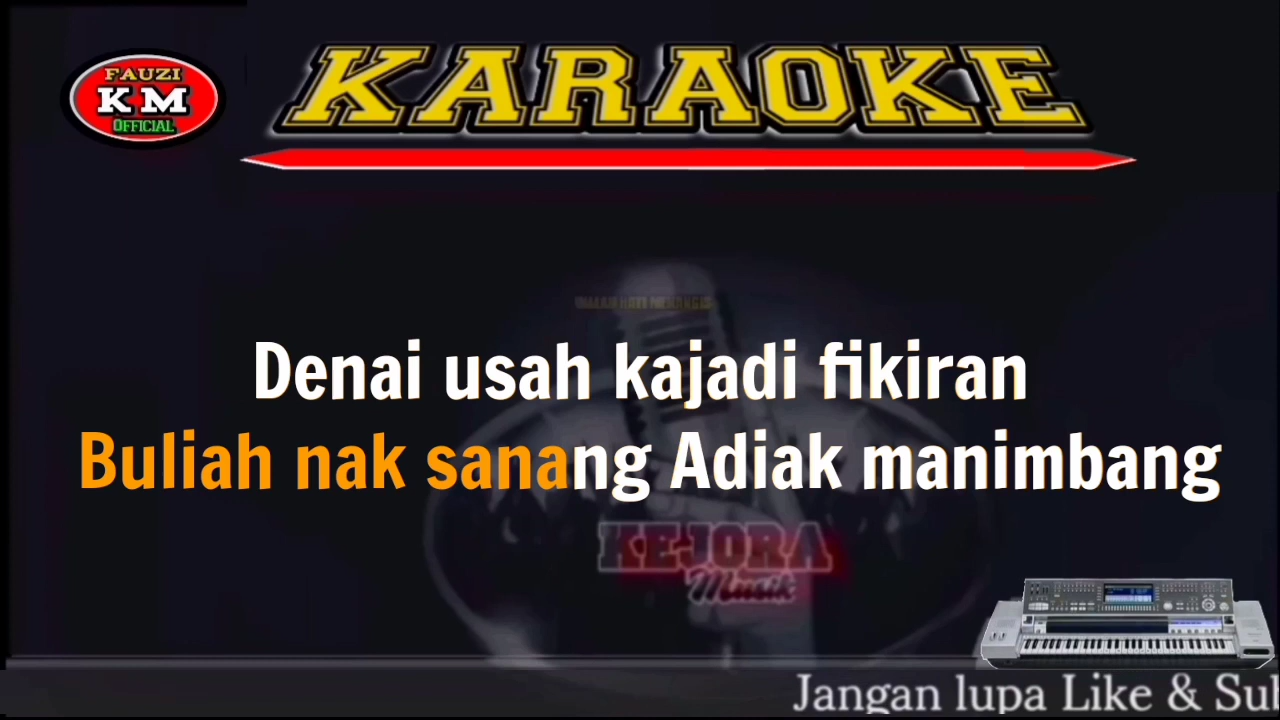 FAUZI
KM
OFFICIAL
KARAOKE
Denai usah kajadi fikiran
Buliah nak sanang Adiak manimbang
KEJORA
Musik
Jangan lupa Like & Sub